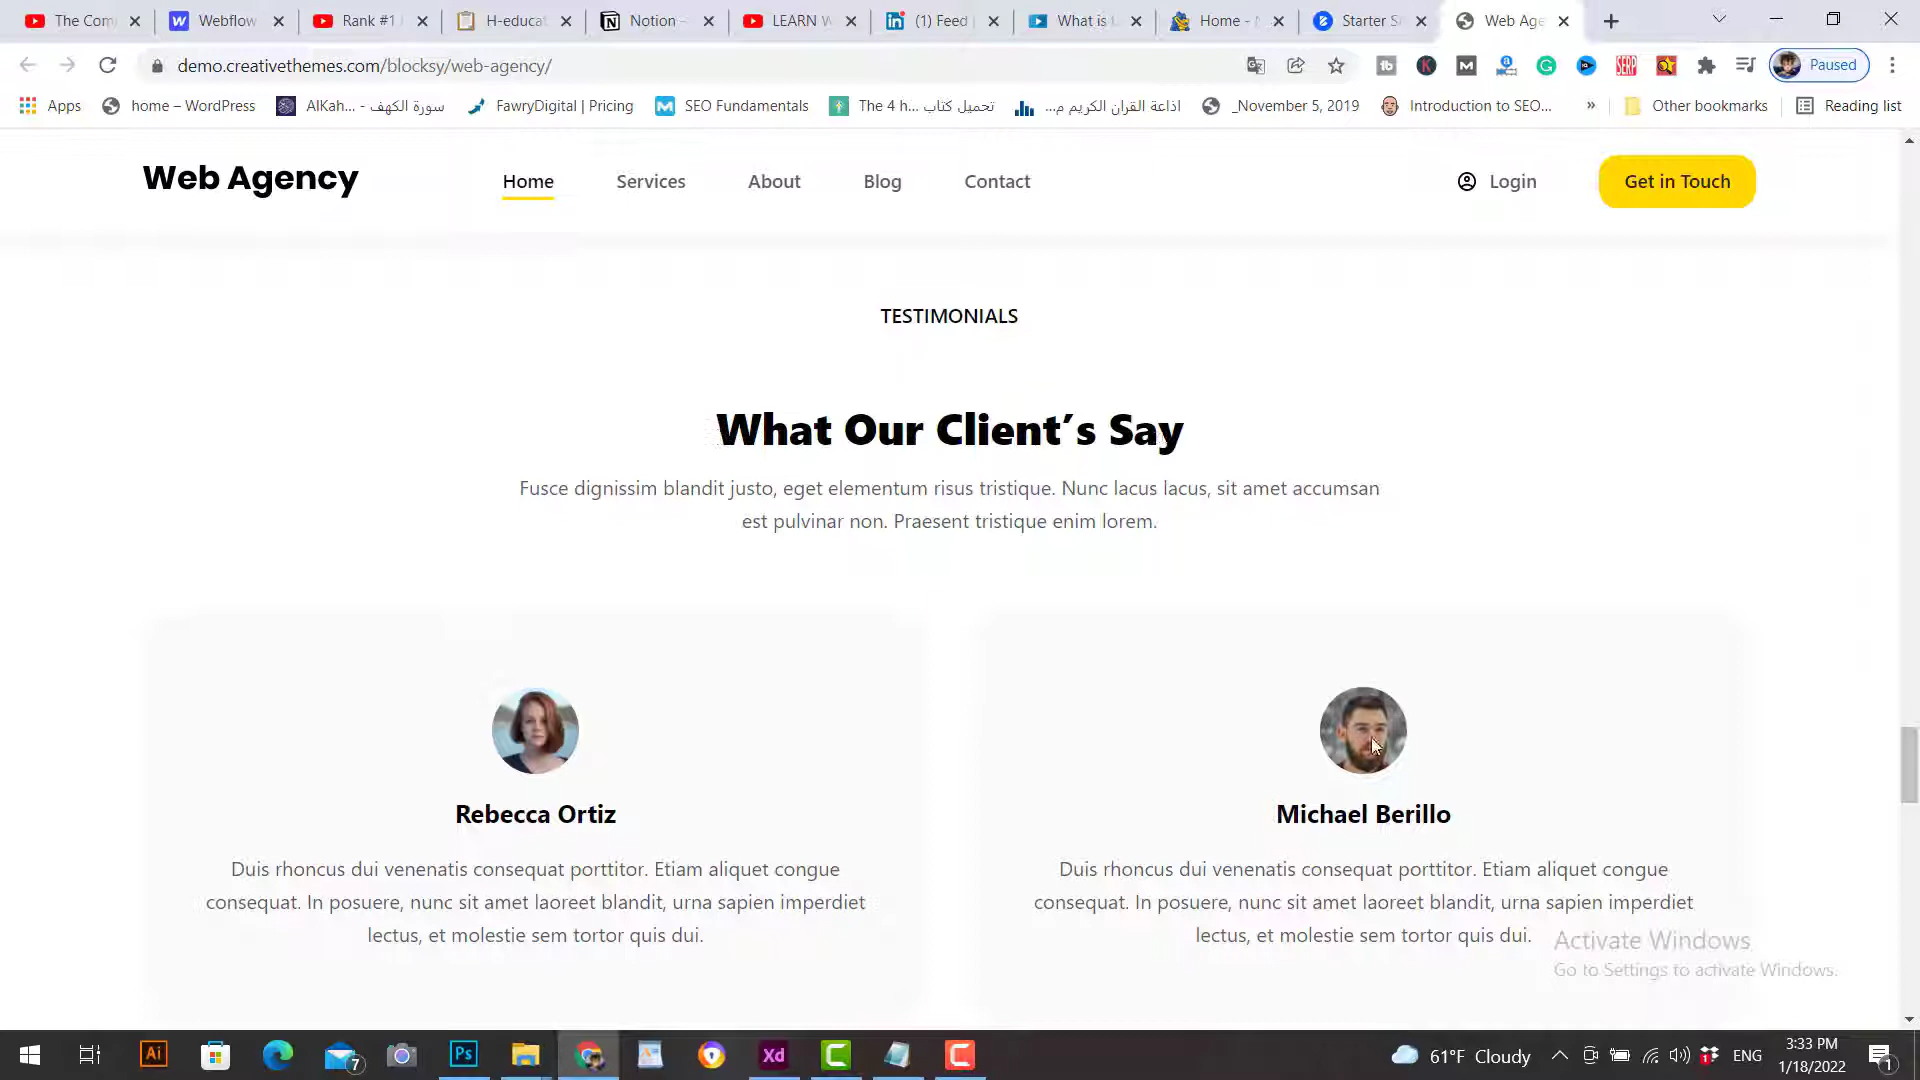 The Com
Webflow
Rank #1
H-educat
Notion –
LEARN W
(1) Feed
What is
Home -
Starter S
Web Age
demo.creativethemes.com/blocksy/web-agency/
Paused
Apps
home – WordPress
AlKah... - سورة الكهف
FawryDigital | Pricing
SEO Fundamentals
The 4 h... تحميل كتاب
اذاعة القران الكريم م...
_November 5, 2019
Introduction to SEO...
»
Other bookmarks
Reading list
Web Agency
Home
Services
About
Blog
Contact
Login
Get in Touch
TESTIMONIALS
What Our Client′s Say
Fusce dignissim blandit justo, eget elementum risus tristique. Nunc lacus lacus, sit amet accumsan
est pulvinar non. Praesent tristique enim lorem.
Rebecca Ortiz
Duis rhoncus dui venenatis consequat porttitor. Etiam aliquet congue
consequat. In posuere, nunc sit amet laoreet blandit, urna sapien imperdiet
lectus, et molestie sem tortor quis dui.
Michael Berillo
Duis rhoncus dui venenatis consequat porttitor. Etiam aliquet congue
consequat. In posuere, nunc sit amet laoreet blandit, urna sapien imperdiet
lectus, et molestie sem tortor quis dui.
Activate Windows
Go to Settings to activate Windows.
Ai
7
Ps
Xd
61°F Cloudy
ENG
3:33 PM
1/18/2022
1